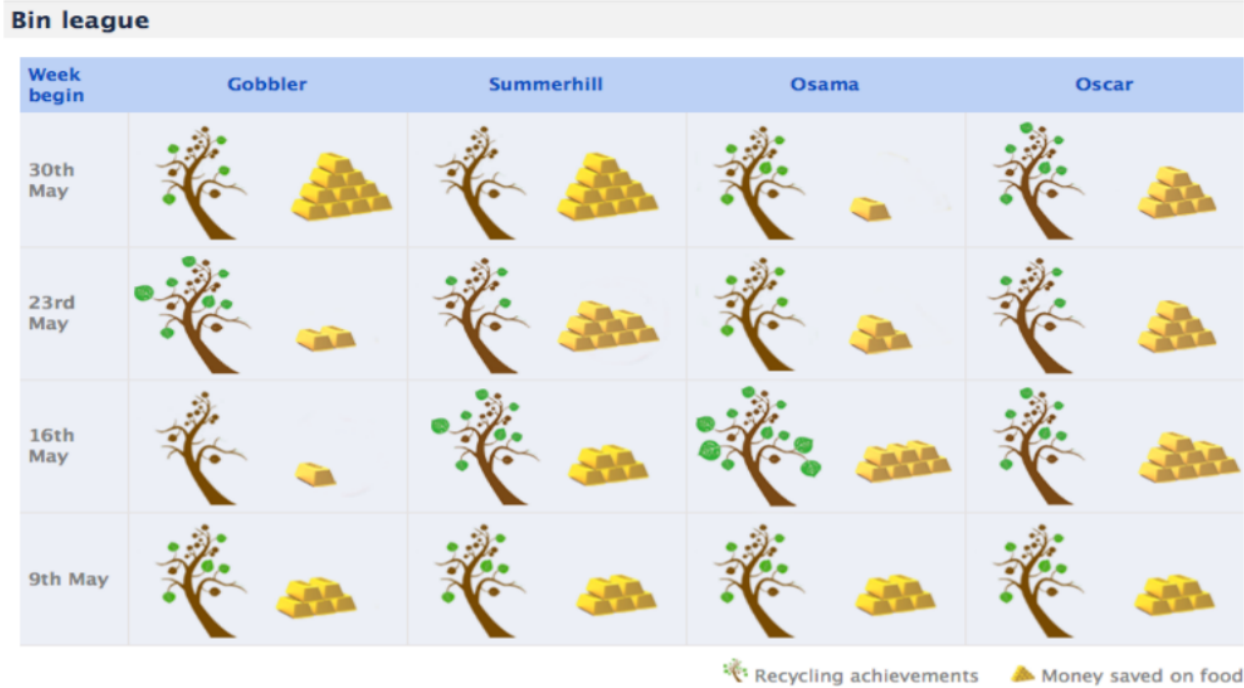 Bin league
Week begin Gobbler Summerhill Osama Oscar
30th May
23rd May
16th May
9th May
Recycling achievements Money saved on food